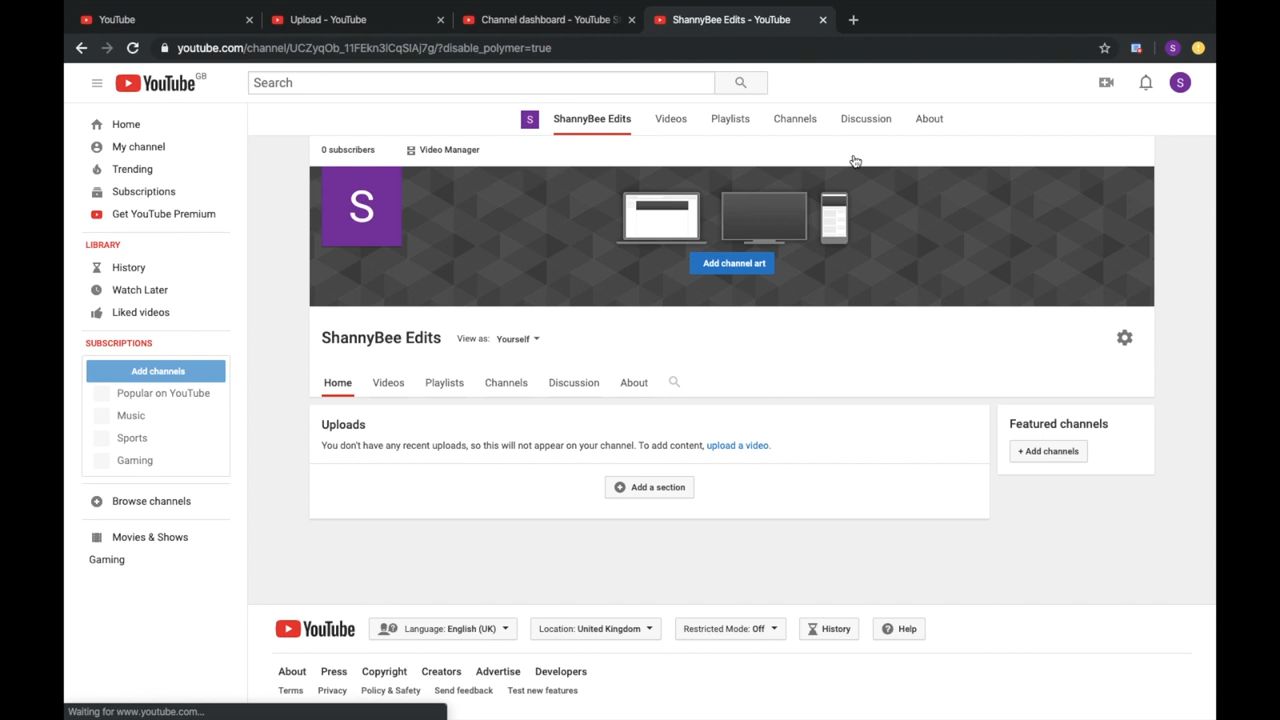 YouTube
Upload - YouTube
Channel dashboard - YouTube S
ShannyBee Edits - YouTube
youtube.com/channel/UCZyqOb_11FEkn3lCqSIAj7g/?disable_polymer=true
S
YouTube GB
Search
S
S
ShannyBee Edits
Videos
Playlists
Channels
Discussion
About
Home
My channel
Trending
Subscriptions
Get YouTube Premium
LIBRARY
History
Watch Later
Liked videos
SUBSCRIPTIONS
Add channels
Popular on YouTube
Music
Sports
Gaming
Browse channels
Movies & Shows
Gaming
0 subscribers
Video Manager
S
Add channel art
ShannyBee Edits
View as: Yourself
Home
Videos
Playlists
Channels
Discussion
About
Uploads
You don't have any recent uploads, so this will not appear on your channel. To add content, upload a video.
Add a section
Featured channels
+ Add channels
YouTube
Language: English (UK)
Location: United Kingdom
Restricted Mode: Off
History
Help
About
Press
Copyright
Creators
Advertise
Developers
Terms
Privacy
Policy & Safety
Send feedback
Test new features
Waiting for www.youtube.com...